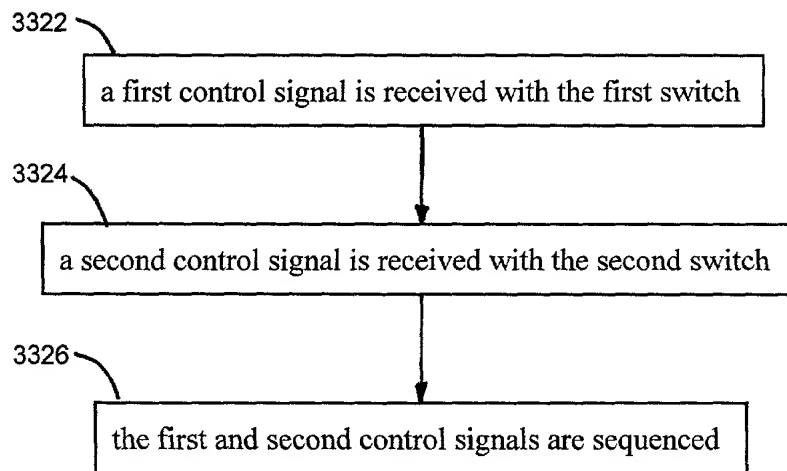 3322
a first control signal is received with the first switch
3324
a second control signal is received with the second switch
3326
the first and second control signals are sequenced